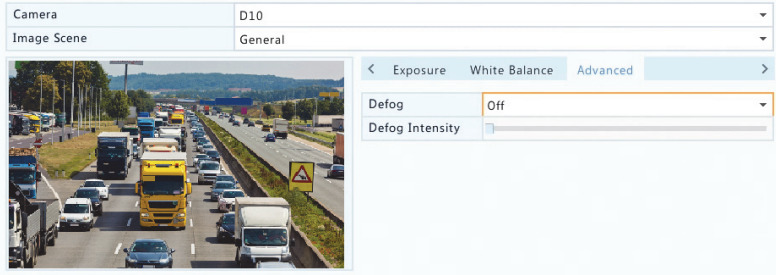 Camera D10
Image Scene General
Exposure White Balance Advanced
Defog Off
Defog Intensity